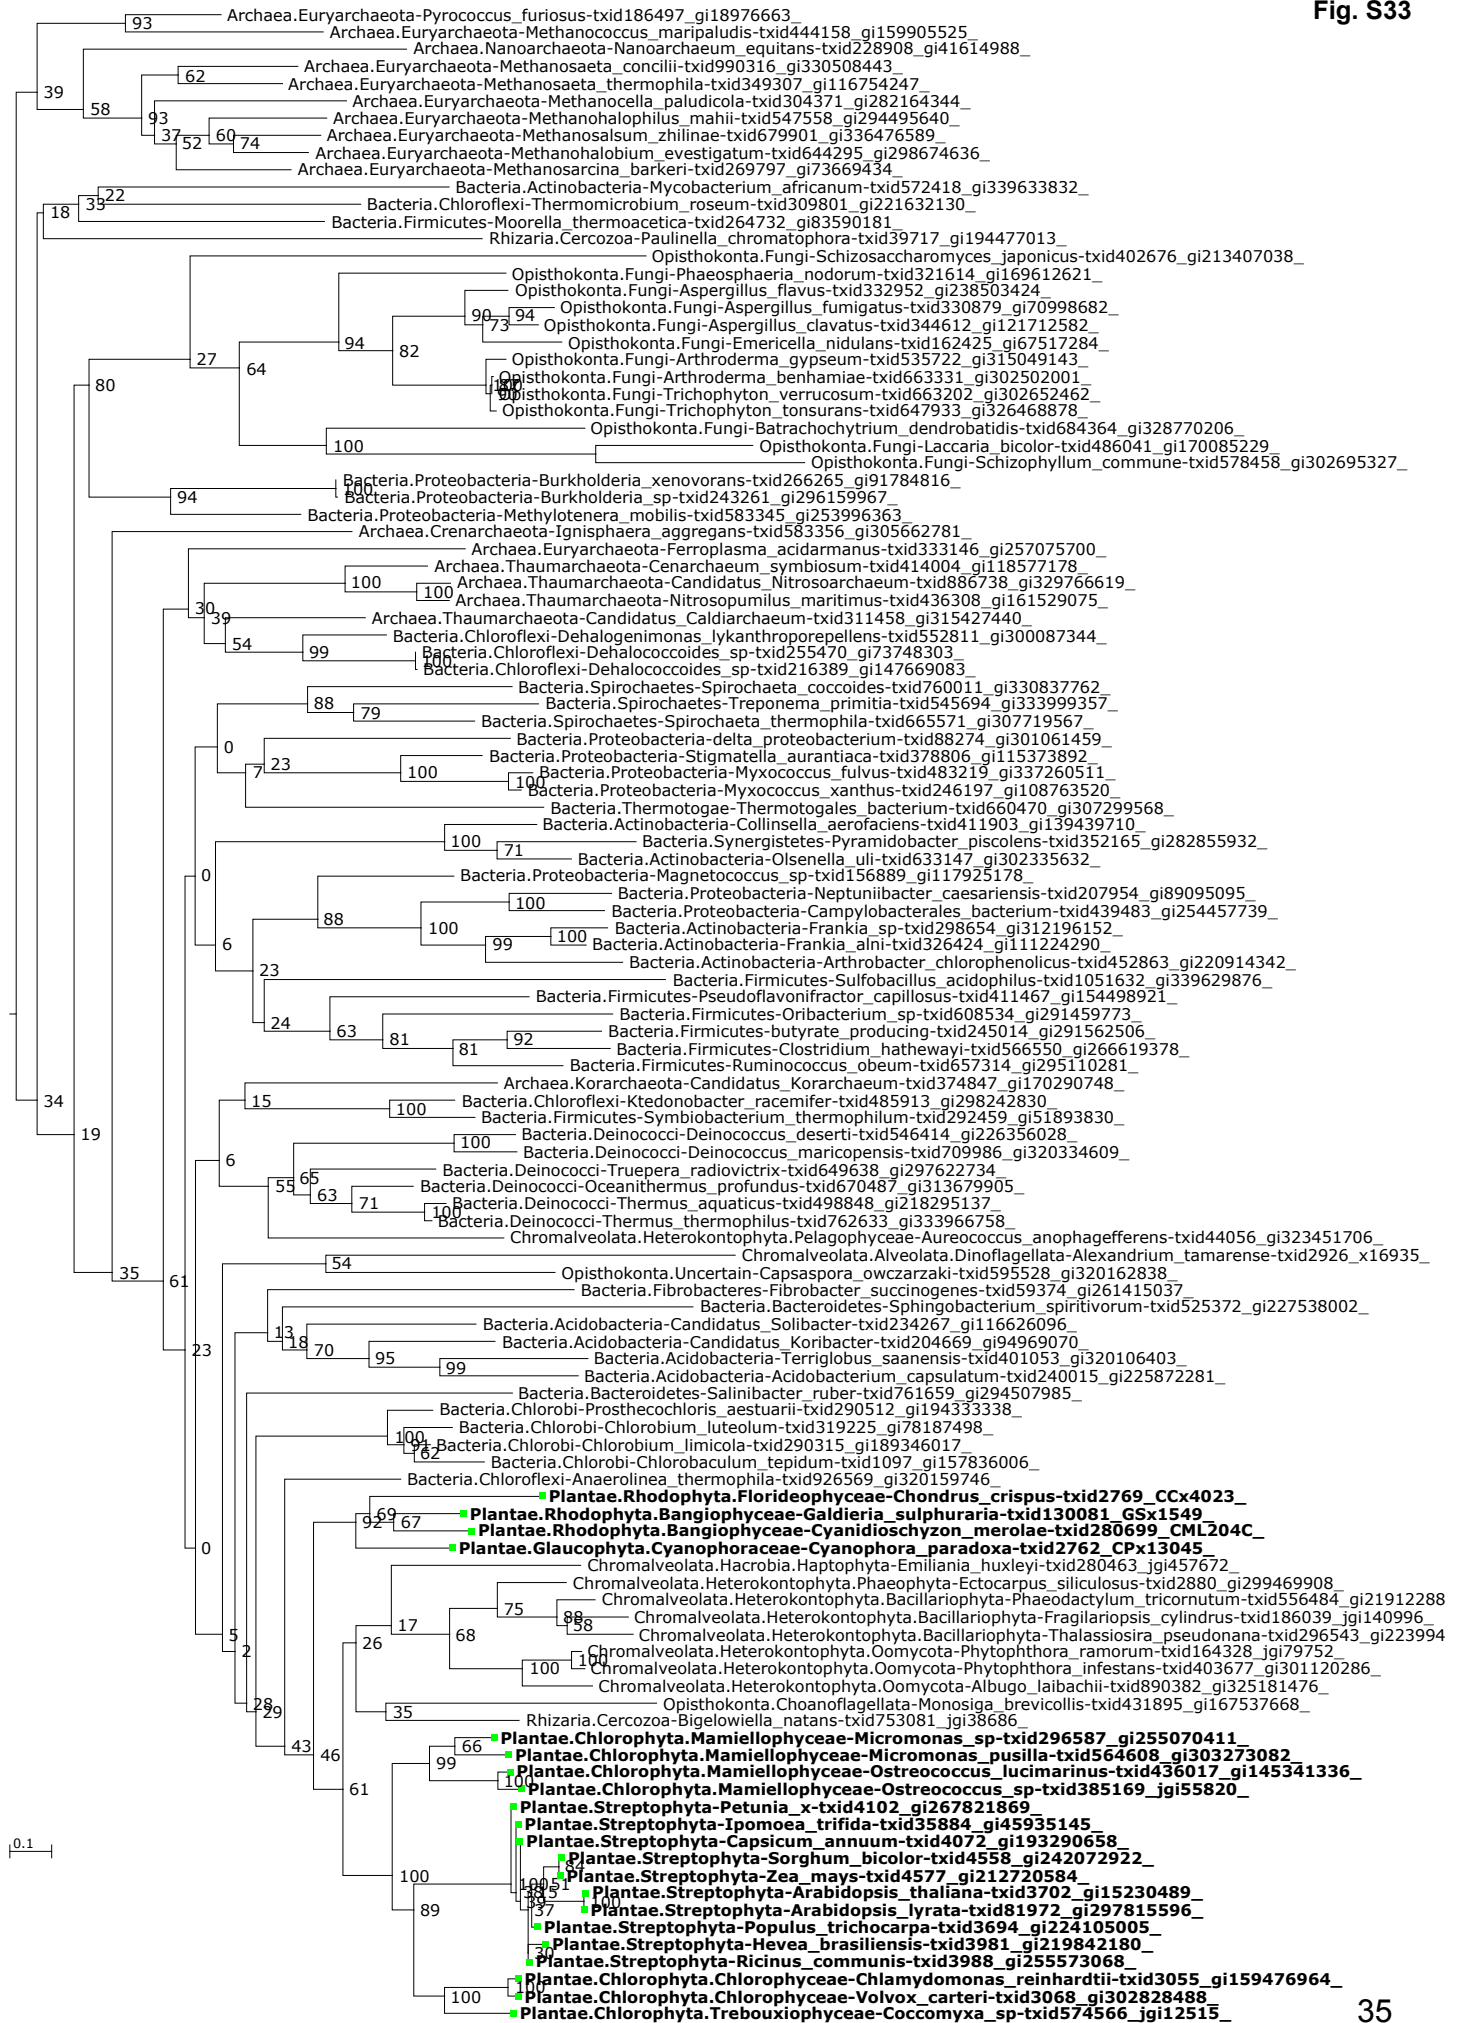 Fig. S33
Archaea.Euryarchaeota-Pyrococcus_furiosus-txid186497_gi18976663_
93
Archaea.Euryarchaeota-Methanococcus_maripaludis-txid444158_gi159905525_
Archaea.Nanoarchaeota-Nanoarchaeum_equitans-txid228908_gi41614988_
Archaea.Euryarchaeota-Methanosaeta_concilii-txid990316_gi330508443_
62
Archaea.Euryarchaeota-Methanosaeta_thermophila-txid349307_gi116754247_
39
Archaea.Euryarchaeota-Methanocella_paludicola-txid304371_gi282164344_
58
93
Archaea.Euryarchaeota-Methanohalophilus_mahii-txid547558_gi294495640_
37
60
Archaea.Euryarchaeota-Methanosalsum_zhilinae-txid679901_gi336476589_
52
74
Archaea.Euryarchaeota-Methanohalobium_evestigatum-txid644295_gi298674636_
Archaea.Euryarchaeota-Methanosarcina_barkeri-txid269797_gi73669434_
Bacteria.Actinobacteria-Mycobacterium_africanum-txid572418_gi339633832_
22
33
Bacteria.Chloroflexi-Thermomicrobium_roseum-txid309801_gi221632130_
18
Bacteria.Firmicutes-Moorella_thermoacetica-txid264732_gi83590181_
Rhizaria.Cercozoa-Paulinella_chromatophora-txid39717_gi194477013_
Opisthokonta.Fungi-Schizosaccharomyces_japonicus-txid402676_gi213407038_
Opisthokonta.Fungi-Phaeosphaeria_nodorum-txid321614_gi169612621_
Opisthokonta.Fungi-Aspergillus_flavus-txid332952_gi238503424_
Opisthokonta.Fungi-Aspergillus_fumigatus-txid330879_gi70998682_
90
94
73
Opisthokonta.Fungi-Aspergillus_clavatus-txid344612_gi121712582_
94
82
Opisthokonta.Fungi-Emericella_nidulans-txid162425_gi67517284_
27
Opisthokonta.Fungi-Arthroderma_gypseum-txid535722_gi315049143_
64
80
Opisthokonta.Fungi-Arthroderma_benhamiae-txid663331_gi302502001_
Opisthokonta.Fungi-Trichophyton_verrucosum-txid663202_gi302652462_
Opisthokonta.Fungi-Trichophyton_tonsurans-txid647933_gi326468878_
Opisthokonta.Fungi-Batrachochytrium_dendrobatidis-txid684364_gi328770206_
100
Opisthokonta.Fungi-Laccaria_bicolor-txid486041_gi170085229_
Opisthokonta.Fungi-Schizophyllum_commune-txid578458_gi302695327_
Bacteria.Proteobacteria-Burkholderia_xenovorans-txid266265_gi91784816_
100
94
Bacteria.Proteobacteria-Burkholderia_sp-txid243261_gi296159967_
Bacteria.Proteobacteria-Methylotenera_mobilis-txid583345_gi253996363_
Archaea.Crenarchaeota-Ignisphaera_aggregans-txid583356_gi305662781_
Archaea.Euryarchaeota-Ferroplasma_acidarmanus-txid333146_gi257075700_
Archaea.Thaumarchaeota-Cenarchaeum_symbiosum-txid414004_gi118577178_
100
Archaea.Thaumarchaeota-Candidatus_Nitrosoarchaeum-txid886738_gi329766619_
100
Archaea.Thaumarchaeota-Nitrosopumilus_maritimus-txid436308_gi161529075_
30
39
Archaea.Thaumarchaeota-Candidatus_Caldiarchaeum-txid311458_gi315427440_
54
Bacteria.Chloroflexi-Dehalogenimonas_lykanthroporepellens-txid552811_gi300087344_
99
Bacteria.Chloroflexi-Dehalococcoides_sp-txid255470_gi73748303_
100
Bacteria.Chloroflexi-Dehalococcoides_sp-txid216389_gi147669083_
Bacteria.Spirochaetes-Spirochaeta_coccoides-txid760011_gi330837762_
88
Bacteria.Spirochaetes-Treponema_primitia-txid545694_gi333999357_
79
Bacteria.Spirochaetes-Spirochaeta_thermophila-txid665571_gi307719567_
0
Bacteria.Proteobacteria-delta_proteobacterium-txid88274_gi301061459_
23
7
Bacteria.Proteobacteria-Stigmatella_aurantiaca-txid378806_gi115373892_
100
Bacteria.Proteobacteria-Myxococcus_fulvus-txid483219_gi337260511_
100
Bacteria.Proteobacteria-Myxococcus_xanthus-txid246197_gi108763520_
Bacteria.Thermotogae-Thermotogales_bacterium-txid660470_gi307299568_
Bacteria.Actinobacteria-Collinsella_aerofaciens-txid411903_gi139439710_
100
Bacteria.Synergistetes-Pyramidobacter_piscolens-txid352165_gi282855932_
71
Bacteria.Actinobacteria-Olsenella_uli-txid633147_gi302335632_
0
Bacteria.Proteobacteria-Magnetococcus_sp-txid156889_gi117925178_
Bacteria.Proteobacteria-Neptuniibacter_caesariensis-txid207954_gi89095095_
100
88
Bacteria.Proteobacteria-Campylobacterales_bacterium-txid439483_gi254457739_
100
Bacteria.Actinobacteria-Frankia_sp-txid298654_gi312196152_
100
99
6
Bacteria.Actinobacteria-Frankia_alni-txid326424_gi111224290_
Bacteria.Actinobacteria-Arthrobacter_chlorophenolicus-txid452863_gi220914342_
23
Bacteria.Firmicutes-Sulfobacillus_acidophilus-txid1051632_gi339629876_
Bacteria.Firmicutes-Pseudoflavonifractor_capillosus-txid411467_gi154498921_
24
63
Bacteria.Firmicutes-Oribacterium_sp-txid608534_gi291459773_
81
Bacteria.Firmicutes-butyrate_producing-txid245014_gi291562506_
92
81
Bacteria.Firmicutes-Clostridium_hathewayi-txid566550_gi266619378_
Bacteria.Firmicutes-Ruminococcus_obeum-txid657314_gi295110281_
Archaea.Korarchaeota-Candidatus_Korarchaeum-txid374847_gi170290748_
34
15
Bacteria.Chloroflexi-Ktedonobacter_racemifer-txid485913_gi298242830_
100
Bacteria.Firmicutes-Symbiobacterium_thermophilum-txid292459_gi51893830_
19
Bacteria.Deinococci-Deinococcus_deserti-txid546414_gi226356028_
100
Bacteria.Deinococci-Deinococcus_maricopensis-txid709986_gi320334609_
6
Bacteria.Deinococci-Truepera_radiovictrix-txid649638_gi297622734_
55
65
Bacteria.Deinococci-Oceanithermus_profundus-txid670487_gi313679905_
63
71
Bacteria.Deinococci-Thermus_aquaticus-txid498848_gi218295137_
100
Bacteria.Deinococci-Thermus_thermophilus-txid762633_gi333966758_
Chromalveolata.Heterokontophyta.Pelagophyceae-Aureococcus_anophagefferens-txid44056_gi323451706_
Chromalveolata.Alveolata.Dinoflagellata-Alexandrium_tamarense-txid2926_x16935_
35
61
54
Opisthokonta.Uncertain-Capsaspora_owczarzaki-txid595528_gi320162838_
Bacteria.Fibrobacteres-Fibrobacter_succinogenes-txid59374_gi261415037_
Bacteria.Bacteroidetes-Sphingobacterium_spiritivorum-txid525372_gi227538002_
13
18
Bacteria.Acidobacteria-Candidatus_Solibacter-txid234267_gi116626096_
23
70
Bacteria.Acidobacteria-Candidatus_Koribacter-txid204669_gi94969070_
95
Bacteria.Acidobacteria-Terriglobus_saanensis-txid401053_gi320106403_
99
Bacteria.Acidobacteria-Acidobacterium_capsulatum-txid240015_gi225872281_
Bacteria.Bacteroidetes-Salinibacter_ruber-txid761659_gi294507985_
Bacteria.Chlorobi-Prosthecochloris_aestuarii-txid290512_gi194333338_
Bacteria.Chlorobi-Chlorobium_luteolum-txid319225_gi78187498_
100
91
Bacteria.Chlorobi-Chlorobium_limicola-txid290315_gi189346017_
62
Bacteria.Chlorobi-Chlorobaculum_tepidum-txid1097_gi157836006_
Bacteria.Chloroflexi-Anaerolinea_thermophila-txid926569_gi320159746_
Plantae.Rhodophyta.Florideophyceae-Chondrus_crispus-txid2769_CCx4023_
69
Plantae.Rhodophyta.Bangiophyceae-Galdieria_sulphuraria-txid130081_GSx1549_
92
67
Plantae.Rhodophyta.Bangiophyceae-Cyanidioschyzon_merolae-txid280699_CML204C_
0
Plantae.Glaucophyta.Cyanophoraceae-Cyanophora_paradoxa-txid2762_CPx13045_
Chromalveolata.Hacrobia.Haptophyta-Emiliania_huxleyi-txid280463_jgi457672_
Chromalveolata.Heterokontophyta.Phaeophyta-Ectocarpus_siliculosus-txid2880_gi299469908_
75
Chromalveolata.Heterokontophyta.Bacillariophyta-Phaeodactylum_tricornutum-txid556484_gi21912288
88
17
Chromalveolata.Heterokontophyta.Bacillariophyta-Fragilariopsis_cylindrus-txid186039_jgi140996_
58
5
2
26
68
Chromalveolata.Heterokontophyta.Bacillariophyta-Thalassiosira_pseudonana-txid296543_gi223994
Chromalveolata.Heterokontophyta.Oomycota-Phytophthora_ramorum-txid164328_jgi79752_
100
100
Chromalveolata.Heterokontophyta.Oomycota-Phytophthora_infestans-txid403677_gi301120286_
Chromalveolata.Heterokontophyta.Oomycota-Albugo_laibachii-txid890382_gi325181476_
28
29
Opisthokonta.Choanoflagellata-Monosiga_brevicollis-txid431895_gi167537668_
35
Rhizaria.Cercozoa-Bigelowiella_natans-txid753081_jgi38686_
43
46
Plantae.Chlorophyta.Mamiellophyceae-Micromonas_sp-txid296587_gi255070411_
66
Plantae.Chlorophyta.Mamiellophyceae-Micromonas_pusilla-txid564608_gi303273082_
99
Plantae.Chlorophyta.Mamiellophyceae-Ostreococcus_lucimarinus-txid436017_gi145341336_
100
61
Plantae.Chlorophyta.Mamiellophyceae-Ostreococcus_sp-txid385169_jgi55820_
Plantae.Streptophyta-Petunia_x-txid4102_gi267821869_
Plantae.Streptophyta-Ipomoea_trifida-txid35884_gi45935145_
0.1
Plantae.Streptophyta-Capsicum_annuum-txid4072_gi193290658_
Plantae.Streptophyta-Sorghum_bicolor-txid4558_gi242072922_
84
100
Plantae.Streptophyta-Zea_mays-txid4577_gi212720584_
100
51
38
15
Plantae.Streptophyta-Arabidopsis_thaliana-txid3702_gi15230489_
39
100
89
37
Plantae.Streptophyta-Arabidopsis_lyrata-txid81972_gi297815596_
Plantae.Streptophyta-Populus_trichocarpa-txid3694_gi224105005_
Plantae.Streptophyta-Hevea_brasiliensis-txid3981_gi219842180_
30
Plantae.Streptophyta-Ricinus_communis-txid3988_gi255573068_
Plantae.Chlorophyta.Chlorophyceae-Chlamydomonas_reinhardtii-txid3055_gi159476964_
100
100
Plantae.Chlorophyta.Chlorophyceae-Volvox_carteri-txid3068_gi302828488_
Plantae.Chlorophyta.Trebouxiophyceae-Coccomyxa_sp-txid574566_jgi12515_
35